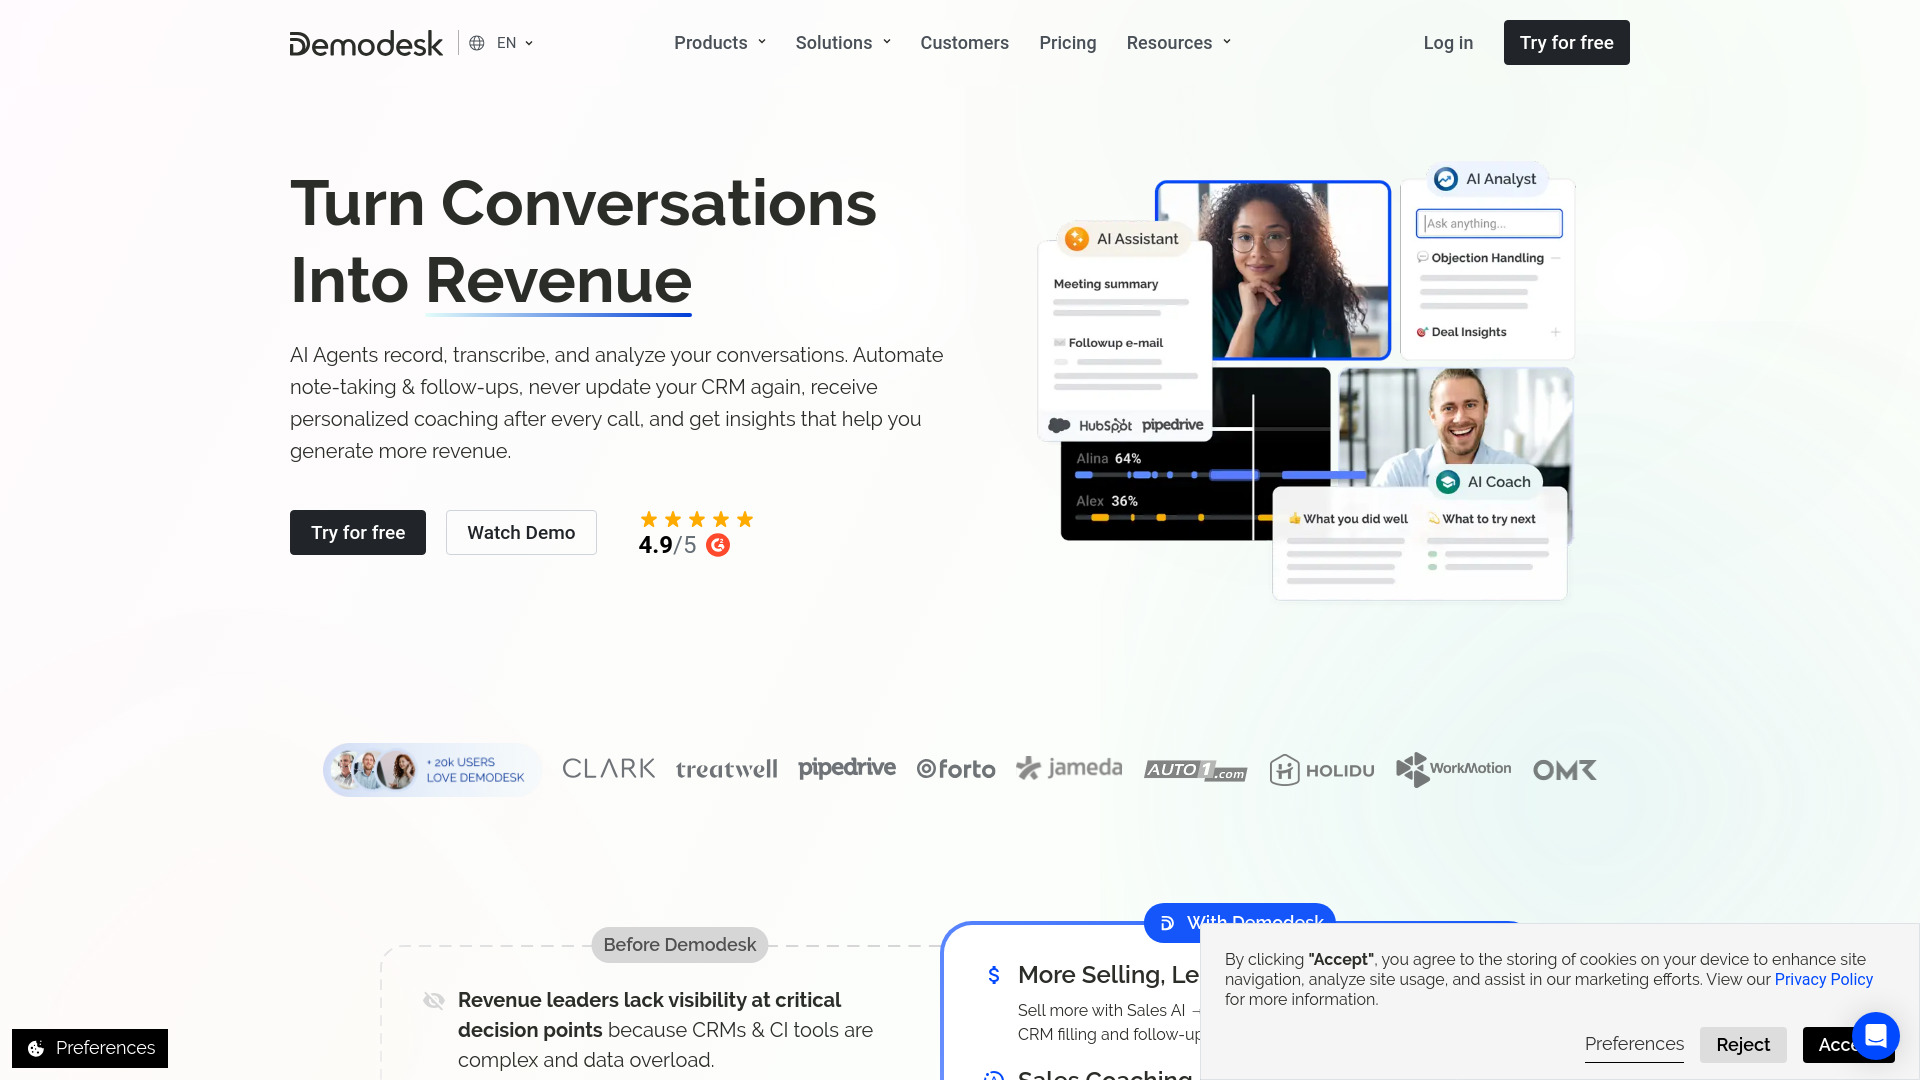 Demodesk
EN
Products
Solutions
Customers
Pricing
Resources
Log in
Try for free
Turn Conversations
Into Revenue
AI Agents record, transcribe, and analyze your conversations. Automate
note-taking & follow-ups, never update your CRM again, receive
personalized coaching after every call, and get insights that help you
generate more revenue.
Try for free
Watch Demo
4.9/5
AI Assistant
Meeting summary
Followup e-mail
HubSpot pipedrive
AI Analyst
Ask anything...
Objection Handling
Deal Insights
Alina 64%
Alex 36%
AI Coach
What you did well
What to try next
+ 20k USERS
LOVE DEMODESK
CLARK
treatwell
pipedrive
forto
jameda
AUTO1.com
HOLIDU
WorkMotion
OMR
Before Demodesk
Revenue leaders lack visibility at critical
decision points because CRMs & CI tools are
complex and data overload.
With Demodesk
More Selling, Le
Sell more with Sales AI →
CRM filling and follow-up
Sales Coaching
By clicking "Accept", you agree to the storing of cookies on your device to enhance site
navigation, analyze site usage, and assist in our marketing efforts. View our Privacy Policy
for more information.
Preferences
Reject
Acce
Preferences